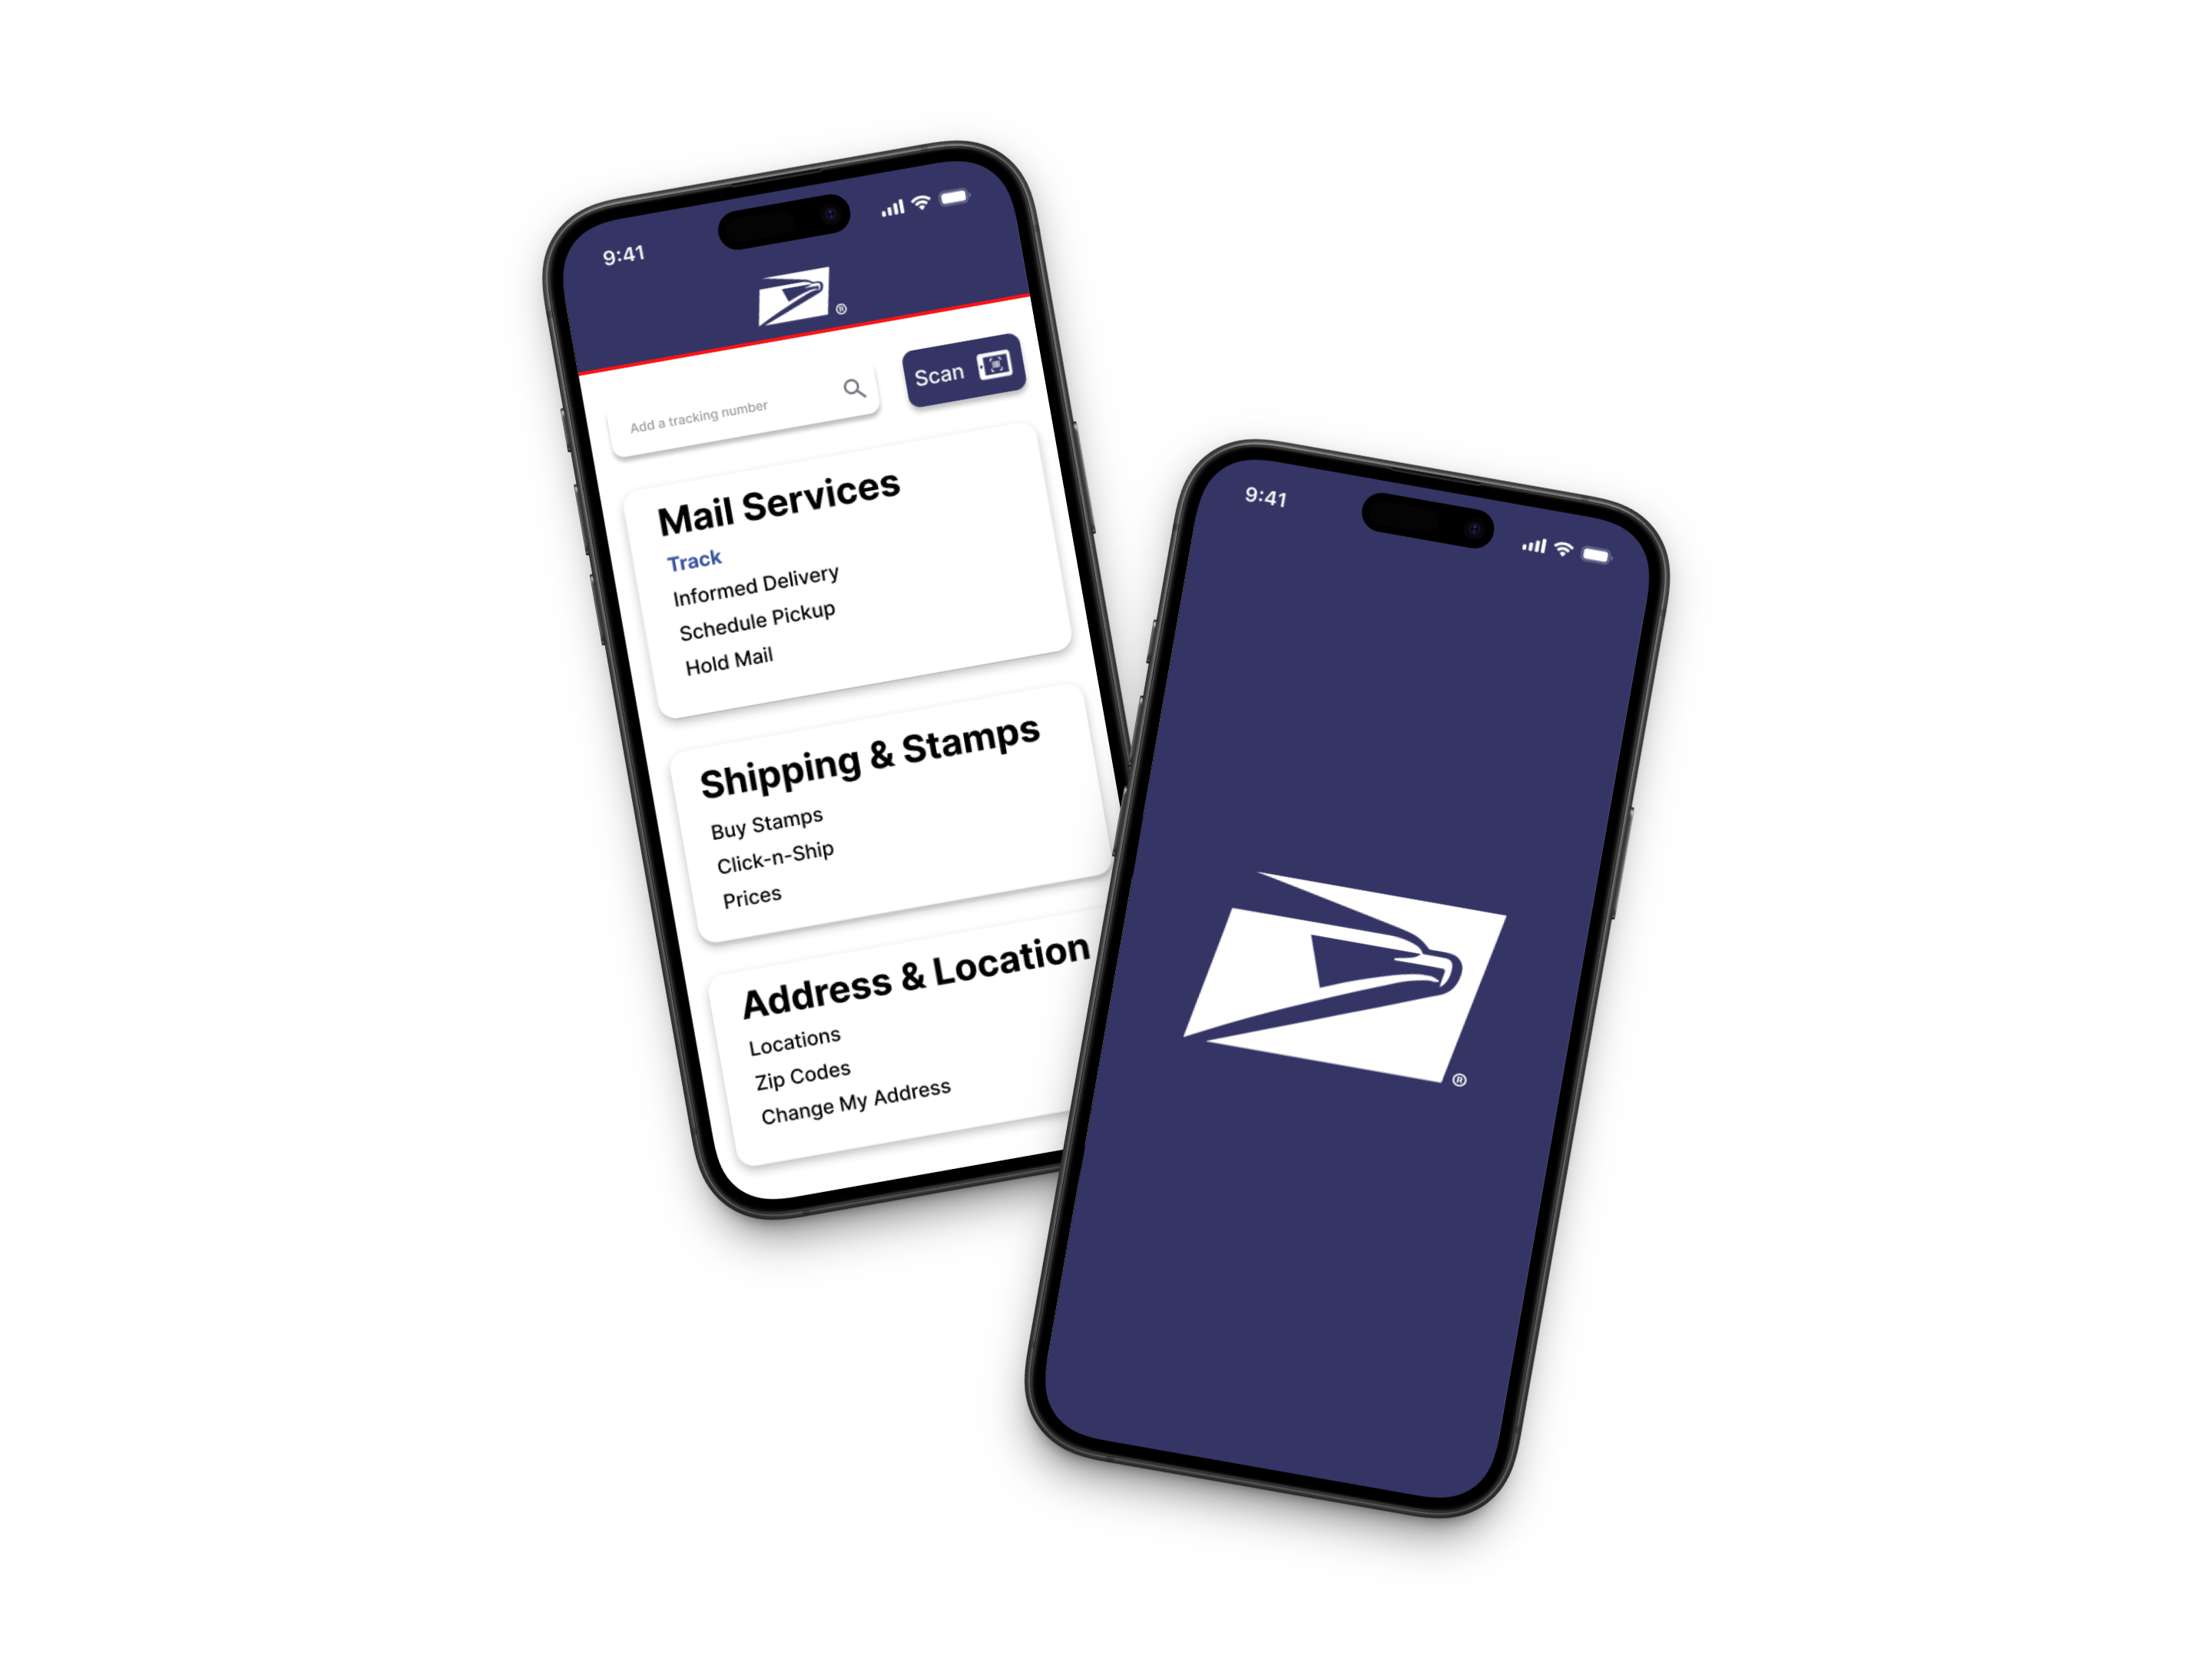 9:41
®
Add a tracking number
Scan
Mail Services
Track
Informed Delivery
Schedule Pickup
Hold Mail
Shipping & Stamps
Buy Stamps
Click-n-Ship
Prices
Address & Location
Locations
Zip Codes
Change My Address
9:41
®